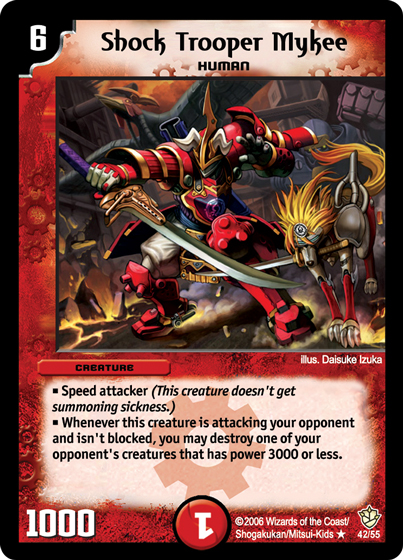 6
Shock Trooper Mykee
HUMAN
illus. Daisuke Izuka
CREATURE
▪ Speed attacker (This creature doesn't get
summoning sickness.)
▪ Whenever this creature is attacking your opponent
and isn't blocked, you may destroy one of your
opponent's creatures that has power 3000 or less.
1000
1
©2006 Wizards of the Coast/
Shogakukan/Mitsui-Kids ★ 42/55